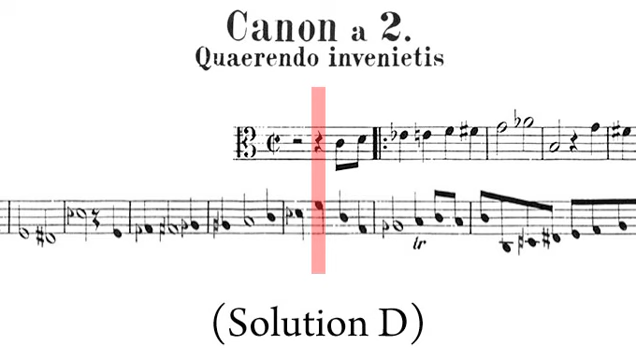 Canon a 2.
Quaerendo invenietis
tr
(Solution D)